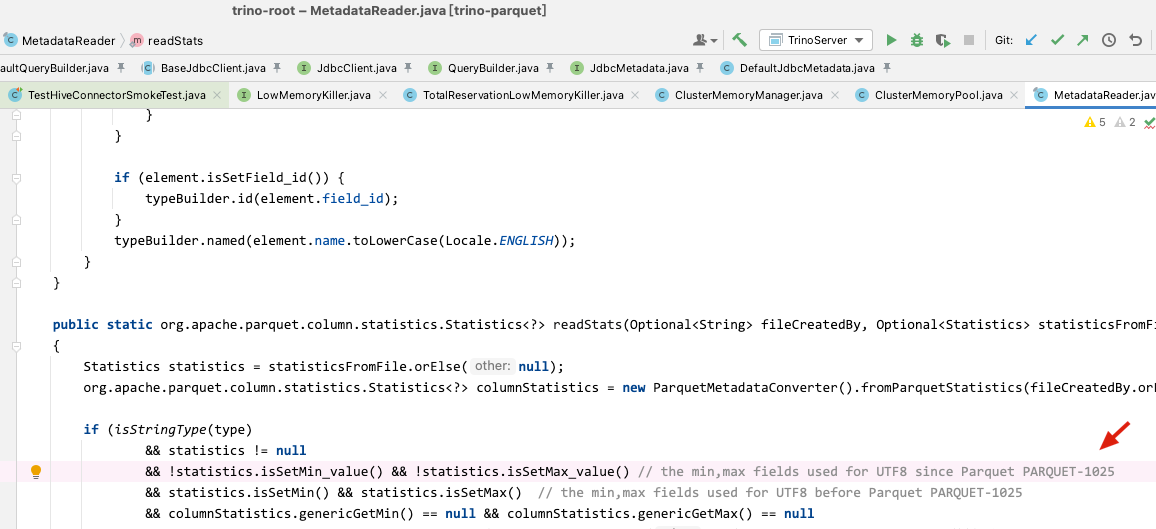 trino-root – MetadataReader.java [trino-parquet]
MetadataReader readStats TrinoServer Git:
aultQueryBuilder.java BaseJdbcClient.java JdbcClient.java QueryBuilder.java JdbcMetadata.java DefaultJdbcMetadata.java
TestHiveConnectorSmokeTest.java LowMemoryKiller.java TotalReservationLowMemoryKiller.java ClusterMemoryManager.java ClusterMemoryPool.java MetadataReader.jav
}
5 2
}
if (element.isSetField_id()) {
typeBuilder.id(element.field_id);
}
typeBuilder.named(element.name.toLowerCase(Locale.ENGLISH));
}
}
public static org.apache.parquet.column.statistics.Statistics<?> readStats(Optional<String> fileCreatedBy, Optional<Statistics> statisticsFromFi
{
Statistics statistics = statisticsFromFile.orElse( other: null);
org.apache.parquet.column.statistics.Statistics<?> columnStatistics = new ParquetMetadataConverter().fromParquetStatistics(fileCreatedBy.orE
if (isStringType(type)
&& statistics != null
&& !statistics.isSetMin_value() && !statistics.isSetMax_value() // the min,max fields used for UTF8 since Parquet PARQUET-1025
&& statistics.isSetMin() && statistics.isSetMax() // the min,max fields used for UTF8 before Parquet PARQUET-1025
&& columnStatistics.genericGetMin() == null && columnStatistics.genericGetMax() == null